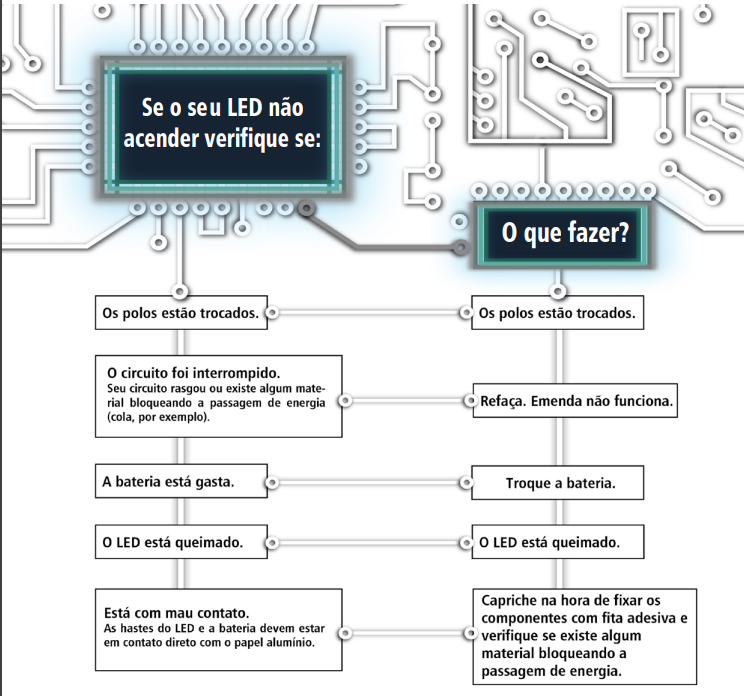 Se o seu LED não
acender verifique se:
O que fazer?
Os polos estão trocados.
Os polos estão trocados.
O circuito foi interrompido.
Seu circuito rasgou ou existe algum mate-
rial bloqueando a passagem de energia
(cola, por exemplo).
Refaça. Emenda não funciona.
A bateria está gasta.
Troque a bateria.
O LED está queimado.
O LED está queimado.
Está com mau contato.
As hastes do LED e a bateria devem estar
em contato direto com o papel alumínio.
Capriche na hora de fixar os
componentes com fita adesiva e
verifique se existe algum
material bloqueando a
passagem de energia.